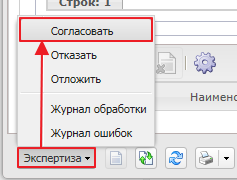 Строк: 1
Согласовать
Отказать
Отложить
Журнал обработки
Наимено
Журнал ошибок
Экспертиза